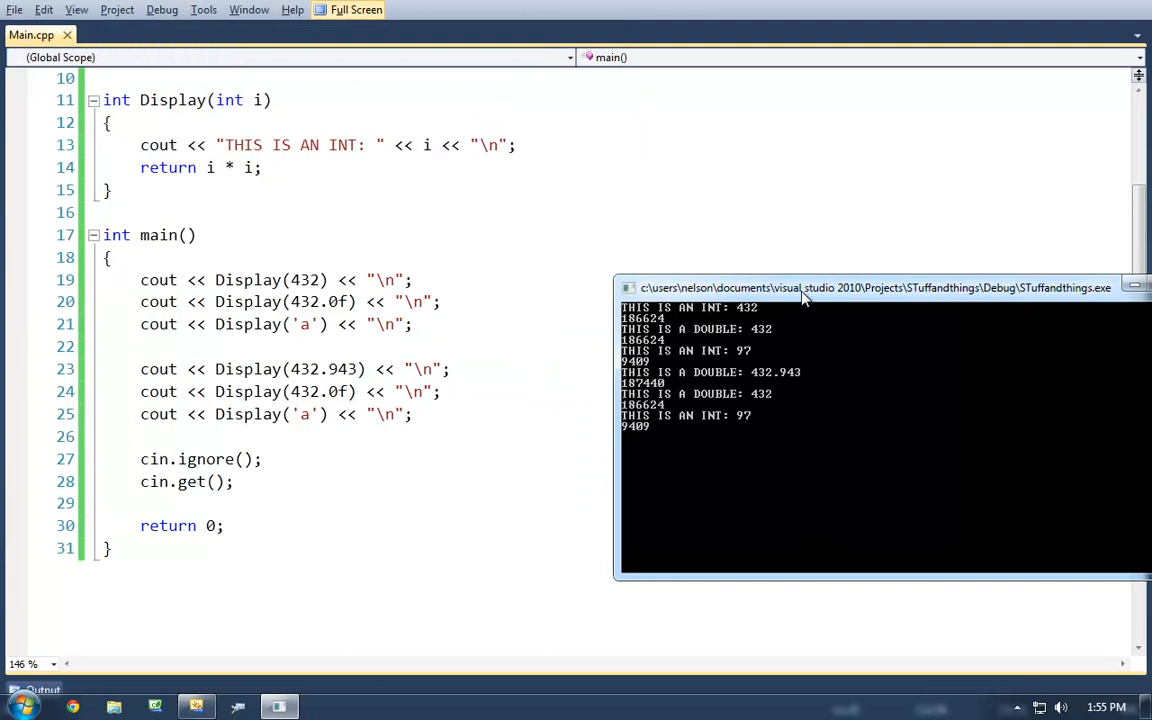 File Edit View Project Debug Tools Window Help Full Screen
Main.cpp
(Global Scope) main()
10
11 int Display(int i)
12 {
13 cout << "THIS IS AN INT: " << i << "\n";
14 return i * i;
15 }
16
17 int main()
18 {
19 cout << Display(432) << "\n";
20 cout << Display(432.0f) << "\n";
21 cout << Display('a') << "\n";
22
23 cout << Display(432.943) << "\n";
24 cout << Display(432.0f) << "\n";
25 cout << Display('a') << "\n";
26
27 cin.ignore();
28 cin.get();
29
30 return 0;
31 }
c:\users\nelson\documents\visual studio 2010\Projects\STuffandthings\Debug\STuffandthings.exe
THIS IS AN INT: 432
186624
THIS IS A DOUBLE: 432
186624
THIS IS AN INT: 97
9409
THIS IS A DOUBLE: 432.943
187440
THIS IS A DOUBLE: 432
186624
THIS IS AN INT: 97
9409
146 %
Output
1:55 PM